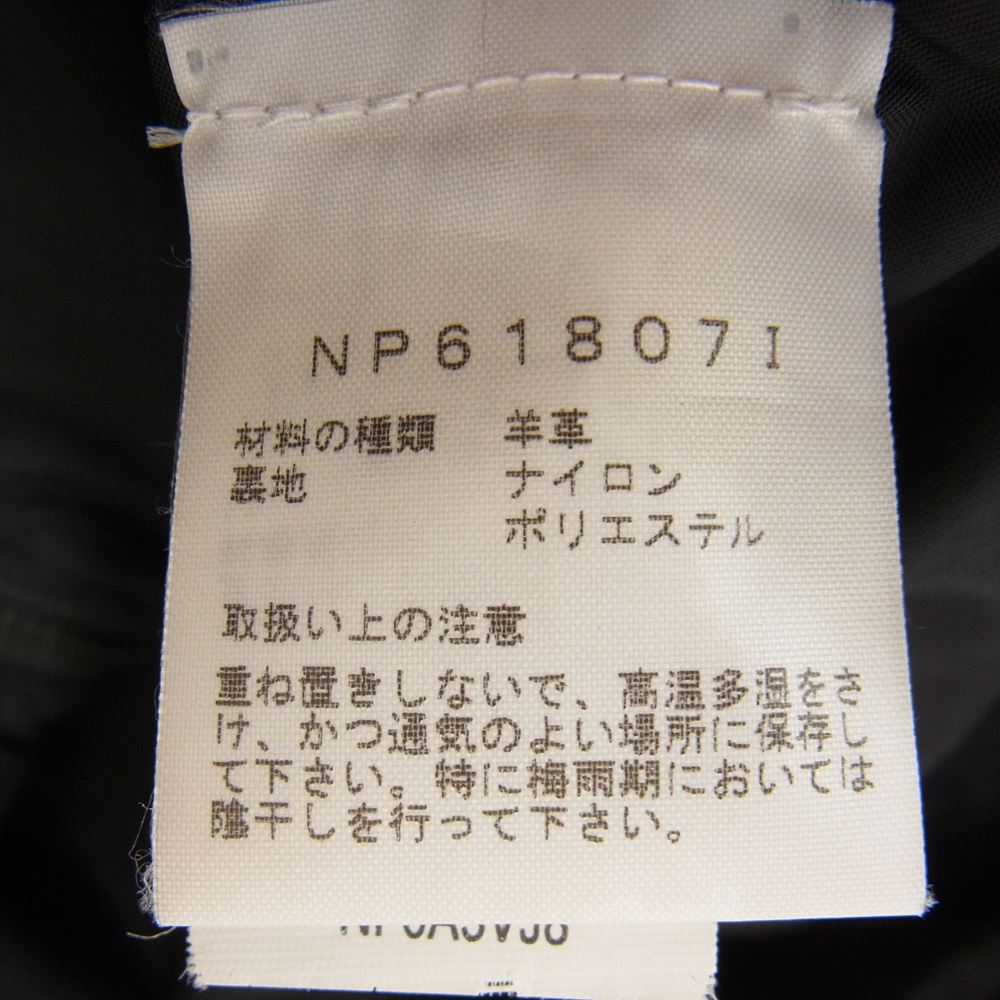 NP61807I
材料の種類 羊革
裏地 ナイロン
ポリエステル
取扱い上の注意
重ね置きしないで、高温多湿をさ
け、かつ通気のよい場所に保存し
て下さい。特に梅雨期においては
陰干しを行って下さい。